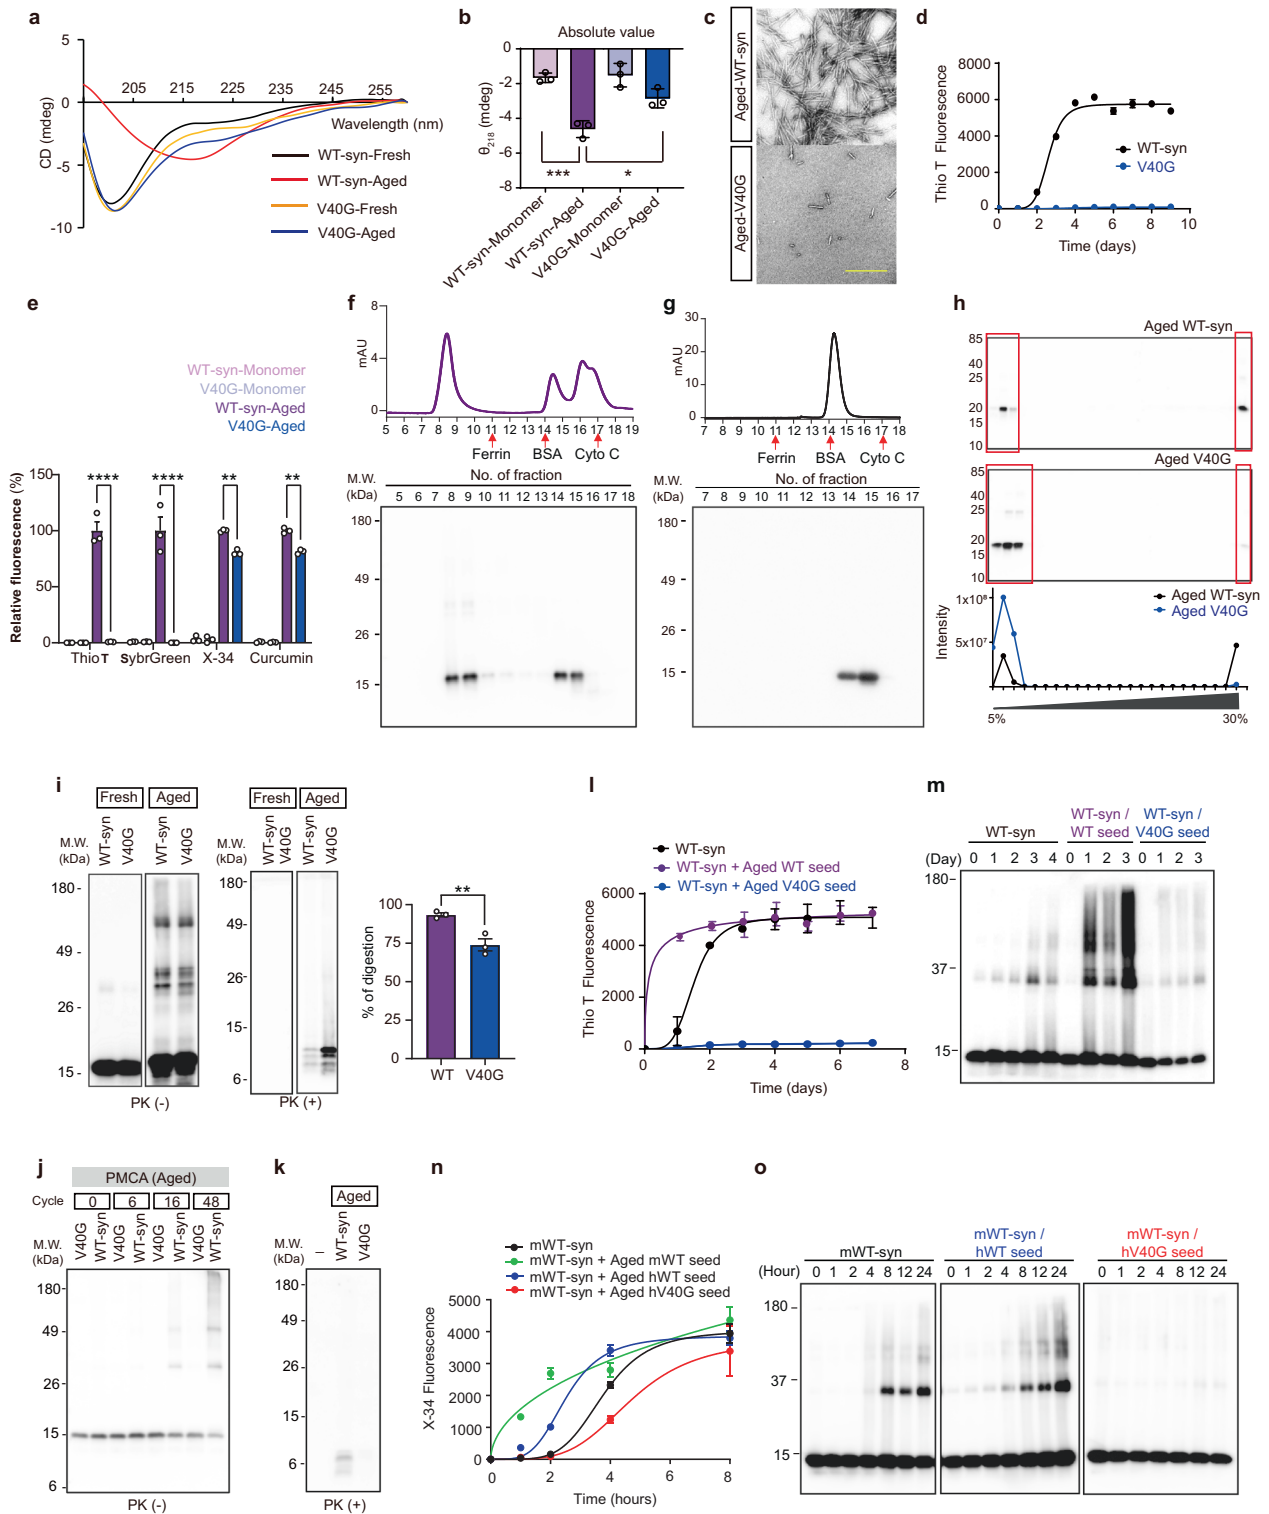 a
5
0
-5
-10
CD (mdeg)
205 215 225 235 245 255
Wavelength (nm)
WT-syn-Fresh
WT-syn-Aged
V40G-Fresh
V40G-Aged
b
Absolute value
0
-2
-4
-6
-8
θ218 (mdeg)
*** *
WT-syn-Monomer
WT-syn-Aged
V40G-Monomer
V40G-Aged
c
Aged-WT-syn
Aged-V40G
d
8000
6000
4000
2000
0
Thio T Fluorescence
WT-syn
V40G
0 2 4 6 8 10
Time (days)
e
WT-syn-Monomer
V40G-Monomer
WT-syn-Aged
V40G-Aged
150
100
50
0
Relative fluorescence (%)
**** **** ** **
Thio T SybrGreen X-34 Curcumin
f
8
4
0
mAU
5 6 7 8 9 10 11 12 13 14 15 16 17 18 19
Ferrin BSA Cyto C
No. of fraction
M.W.
(kDa)
5 6 7 8 9 10 11 12 13 14 15 16 17 18
180 -
49 -
26 -
15 -
g
30
20
10
0
mAU
7 8 9 10 11 12 13 14 15 16 17 18
Ferrin BSA Cyto C
No. of fraction
M.W.
(kDa)
7 8 9 10 11 12 13 14 15 16 17
180 -
49 -
26 -
15 -
h
Aged WT-syn
85
40
25
20
15
10
Aged V40G
85
40
25
20
15
10
1x10⁸
5x10⁷
Intensity
Aged WT-syn
Aged V40G
5% 30%
i
Fresh Aged
M.W.
(kDa)
WT-syn V40G WT-syn V40G
180 -
49 -
26 -
15 -
PK (-)
Fresh Aged
M.W.
(kDa)
WT-syn V40G WT-syn V40G
180 -
49 -
26 -
15 -
6 -
PK (+)
100
75
50
25
0
% of digestion
**
WT V40G
l
WT-syn
WT-syn + Aged WT seed
WT-syn + Aged V40G seed
6000
4000
2000
0
Thio T Fluorescence
0 2 4 6 8
Time (days)
m
WT-syn
WT-syn /
WT seed
WT-syn /
V40G seed
(Day) 0 1 2 3 4 0 1 2 3 0 1 2 3
180 -
37 -
15 -
j
PMCA (Aged)
Cycle 0 6 16 48
M.W.
(kDa)
V40G WT-syn V40G WT-syn V40G WT-syn V40G WT-syn
180 -
49 -
26 -
15 -
6 -
PK (-)
k
Aged
M.W.
(kDa)
– WT-syn V40G
180 -
49 -
26 -
15 -
6 -
PK (+)
n
mWT-syn
mWT-syn + Aged mWT seed
mWT-syn + Aged hWT seed
mWT-syn + Aged hV40G seed
5000
4000
3000
2000
1000
0
X-34 Fluorescence
0 2 4 6 8
Time (hours)
o
mWT-syn
mWT-syn /
hWT seed
mWT-syn /
hV40G seed
(Hour) 0 1 2 4 8 12 24 0 1 2 4 8 12 24 0 1 2 4 8 12 24
180 -
37 -
15 -